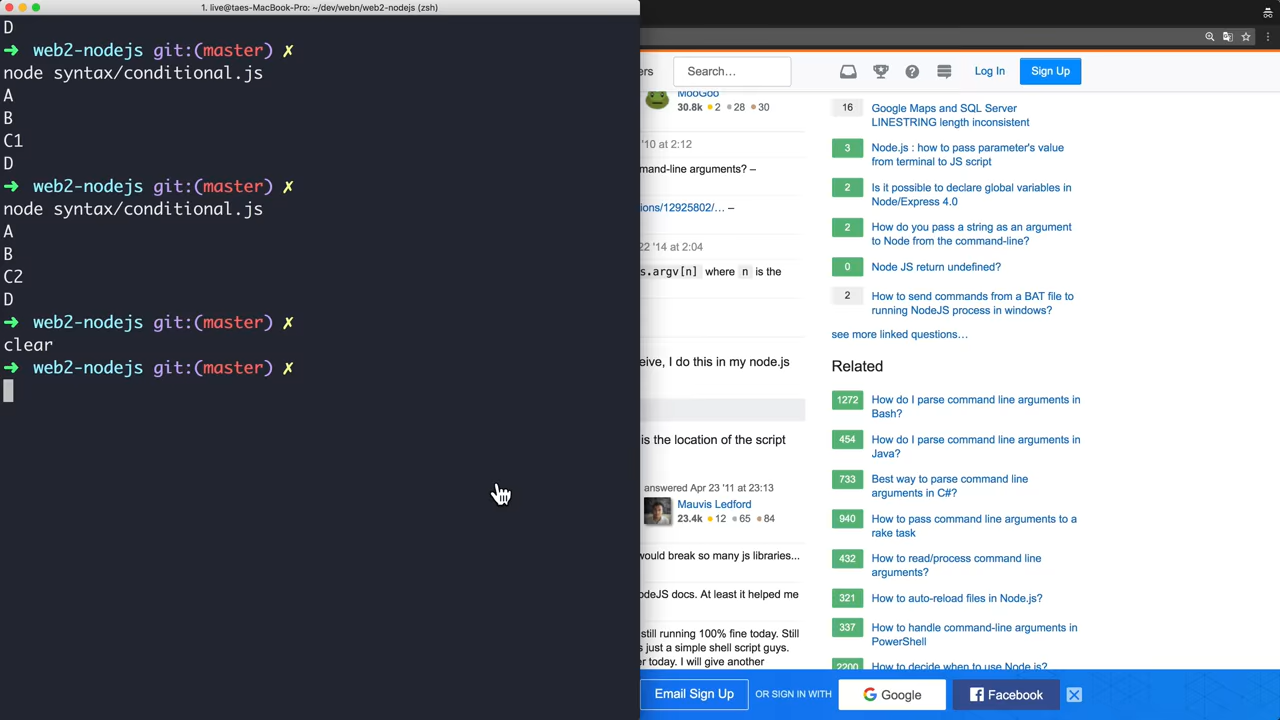 1. live@taes-MacBook-Pro: ~/dev/webn/web2-nodejs (zsh)
D
➜ web2-nodejs git:(master) ✗
node syntax/conditional.js
A
B
C1
D
➜ web2-nodejs git:(master) ✗
node syntax/conditional.js
A
B
C2
D
➜ web2-nodejs git:(master) ✗
clear
➜ web2-nodejs git:(master) ✗
ers
Search…
?
Log In
Sign Up
MooGoo
30.8k 2 28 30
'10 at 2:12
mand-line arguments? –
ions/12925802/… –
22 '14 at 2:04
s.argv[n] where n is the
eive, I do this in my node.js
is the location of the script
answered Apr 23 '11 at 23:13
Mauvis Ledford
23.4k 12 65 84
would break so many js libraries...
odeJS docs. At least it helped me
still running 100% fine today. Still
s just a simple shell script guys.
r today. I will give another
16 Google Maps and SQL Server
LINESTRING length inconsistent
3 Node.js : how to pass parameter's value
from terminal to JS script
2 Is it possible to declare global variables in
Node/Express 4.0
2 How do you pass a string as an argument
to Node from the command-line?
0 Node JS return undefined?
2 How to send commands from a BAT file to
running NodeJS process in windows?
see more linked questions…
Related
1272 How do I parse command line arguments in
Bash?
454 How do I parse command line arguments in
Java?
733 Best way to parse command line
arguments in C#?
940 How to pass command line arguments to a
rake task
432 How to read/process command line
arguments?
321 How to auto-reload files in Node.js?
337 How to handle command-line arguments in
PowerShell
2200 How to decide when to use Node.js?
Email Sign Up OR SIGN IN WITH Google Facebook